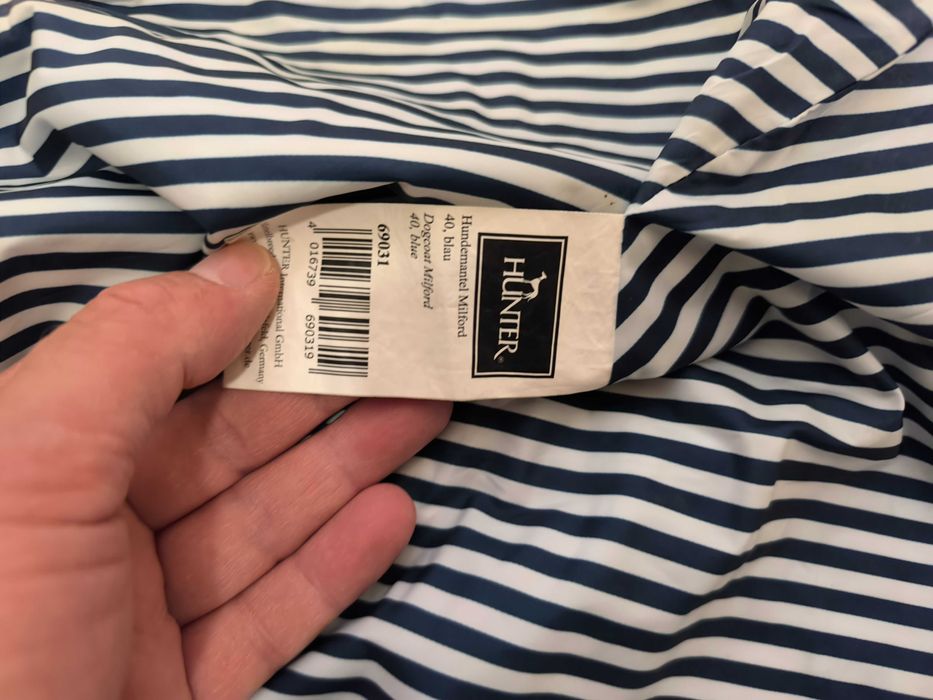 HUNTER®
Hundemantel Milford
40, blau
Dogcoat Milford
40, blue
69031
4 016739 690319
HUNTER International GmbH
Germany